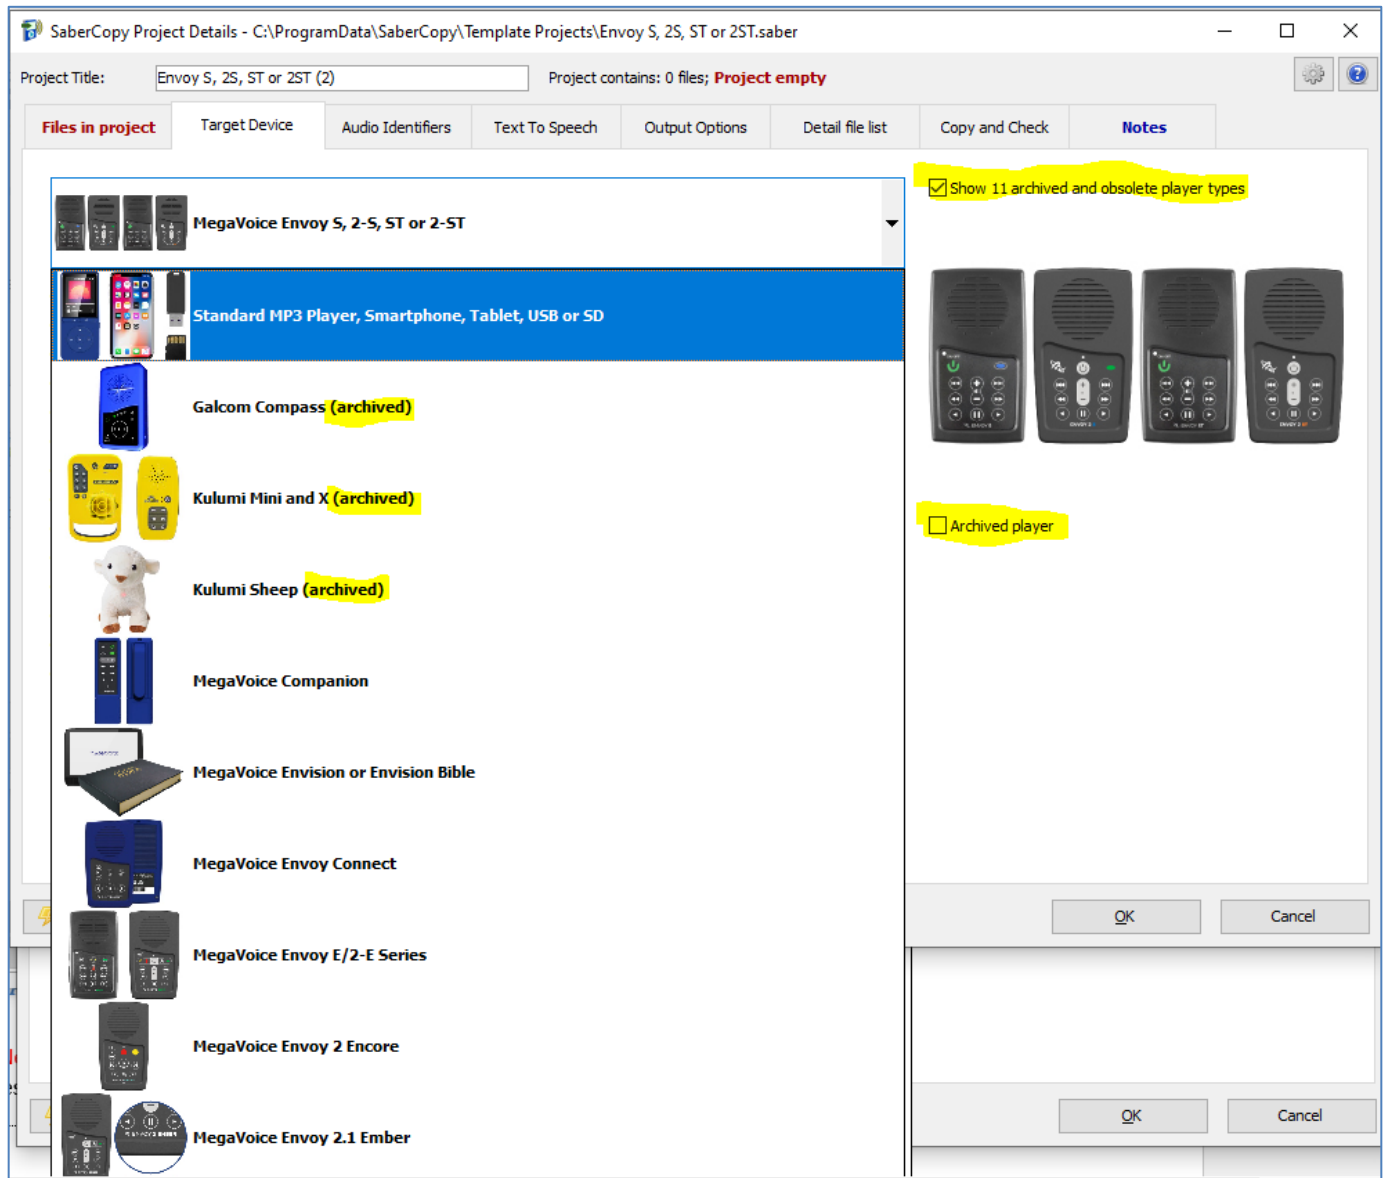 SaberCopy Project Details - C:\ProgramData\SaberCopy\Template Projects\Envoy S, 2S, ST or 2ST.saber
Project Title: Envoy S, 2S, ST or 2ST (2) Project contains: 0 files; Project empty
Files in project Target Device Audio Identifiers Text To Speech Output Options Detail file list Copy and Check Notes
Show 11 archived and obsolete player types
MegaVoice Envoy S, 2-S, ST or 2-ST
Standard MP3 Player, Smartphone, Tablet, USB or SD
Galcom Compass (archived)
Kulumi Mini and X (archived)
Archived player
Kulumi Sheep (archived)
MegaVoice Companion
MegaVoice Envision or Envision Bible
MegaVoice Envoy Connect
OK Cancel
MegaVoice Envoy E/2-E Series
MegaVoice Envoy 2 Encore
OK Cancel
MegaVoice Envoy 2.1 Ember